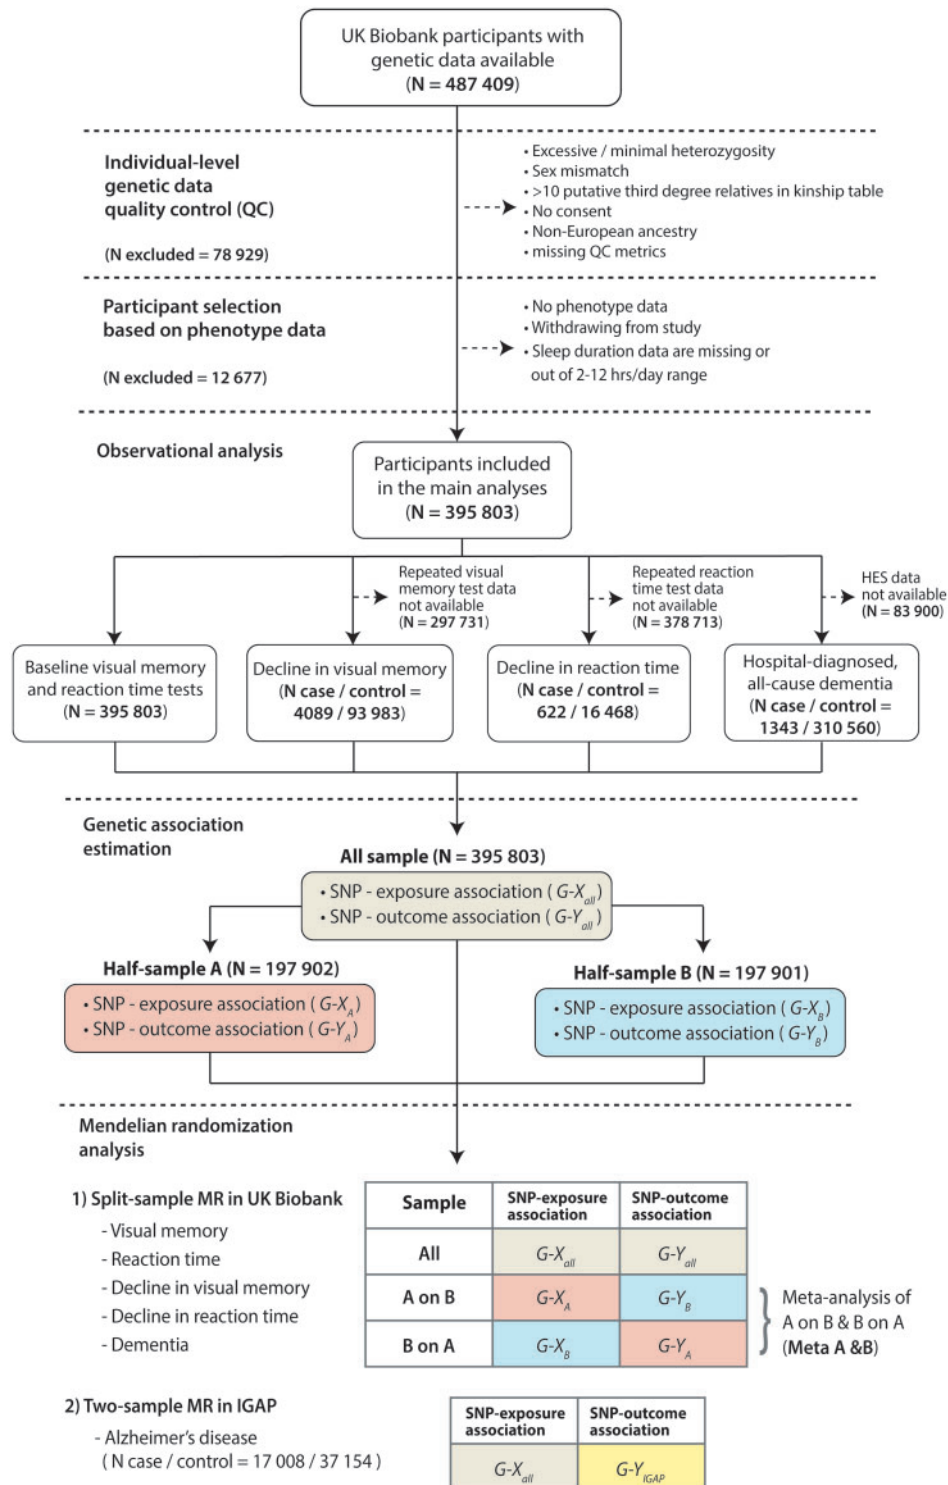 UK Biobank participants with
genetic data available
(N = 487 409)
Individual-level
genetic data
quality control (QC)
(N excluded = 78 929)
• Excessive / minimal heterozygosity
• Sex mismatch
• >10 putative third degree relatives in kinship table
• No consent
• Non-European ancestry
• missing QC metrics
Participant selection
based on phenotype data
(N excluded = 12 677)
• No phenotype data
• Withdrawing from study
• Sleep duration data are missing or
out of 2-12 hrs/day range
Observational analysis
Participants included
in the main analyses
(N = 395 803)
Repeated visual
memory test data
not available
(N = 297 731)
Repeated reaction
time test data
not available
(N = 378 713)
HES data
not available
(N = 83 900)
Baseline visual memory
and reaction time tests
(N = 395 803)
Decline in visual memory
(N case / control =
4089 / 93 983)
Decline in reaction time
(N case / control =
622 / 16 468)
Hospital-diagnosed,
all-cause dementia
(N case / control =
1343 / 310 560)
Genetic association
estimation
All sample (N = 395 803)
• SNP - exposure association ( G-Xall)
• SNP - outcome association ( G-Yall)
Half-sample A (N = 197 902)
• SNP - exposure association ( G-XA)
• SNP - outcome association ( G-YA)
Half-sample B (N = 197 901)
• SNP - exposure association ( G-XB)
• SNP - outcome association ( G-YB)
Mendelian randomization
analysis
1) Split-sample MR in UK Biobank
- Visual memory
- Reaction time
- Decline in visual memory
- Decline in reaction time
- Dementia
Sample SNP-exposure association SNP-outcome association
All G-Xall G-Yall
A on B G-XA G-YB
B on A G-XB G-YA
Meta-analysis of
A on B & B on A
(Meta A &B)
2) Two-sample MR in IGAP
- Alzheimer's disease
( N case / control = 17 008 / 37 154 )
SNP-exposure association SNP-outcome association
G-Xall G-YIGAP